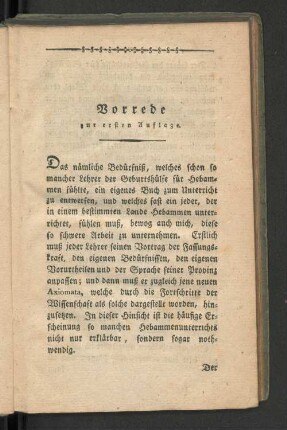 Vorrede
zur ersten Auflage.
Das nämliche Bedürfniß, welches schon so
mancher Lehrer der Geburtshülfe für Hebam-
men fühlte, ein eigenes Buch zum Unterricht
zu entwerfen, und welches fast ein jeder, der
in einem bestimmten Lande Hebammen unter-
richtet, fühlen muß, bewog auch mich, diese
so schwere Arbeit zu unternehmen. Erstlich
muß jeder Lehrer seinen Vortrag der Fassungs-
kraft, den eigenen Bedürfnissen, den eigenen
Vorurtheilen und der Sprache seiner Provinz
anpassen; und dann muß er zugleich jene neuen
Axiomata, welche durch die Fortschritte der
Wissenschaft als solche dargestellt worden, hin-
zusetzen. In dieser Hinsicht ist die häufige Er-
scheinung so manchen Hebammenunterrichtes
nicht nur erklärbar, sondern sogar noth-
wendig.
Der